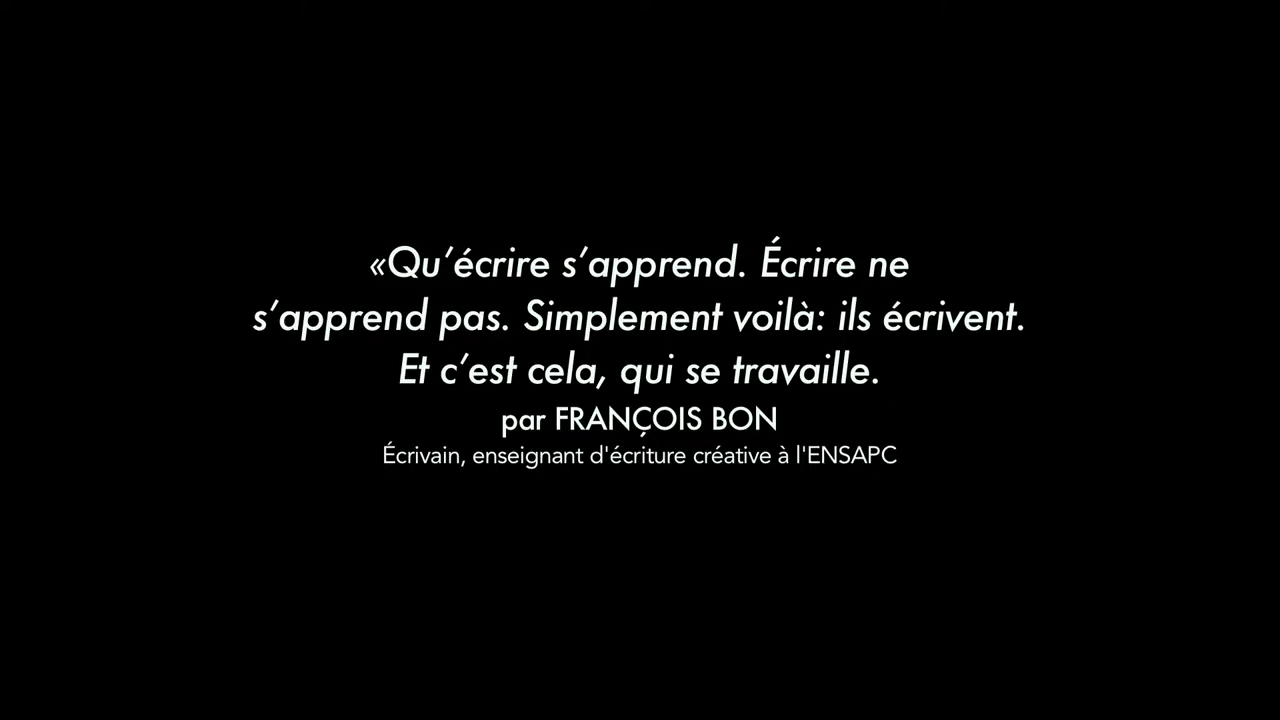 «Qu’écrire s’apprend. Écrire ne
s’apprend pas. Simplement voilà: ils écrivent.
Et c’est cela, qui se travaille.
par FRANÇOIS BON
Écrivain, enseignant d'écriture créative à l'ENSAPC